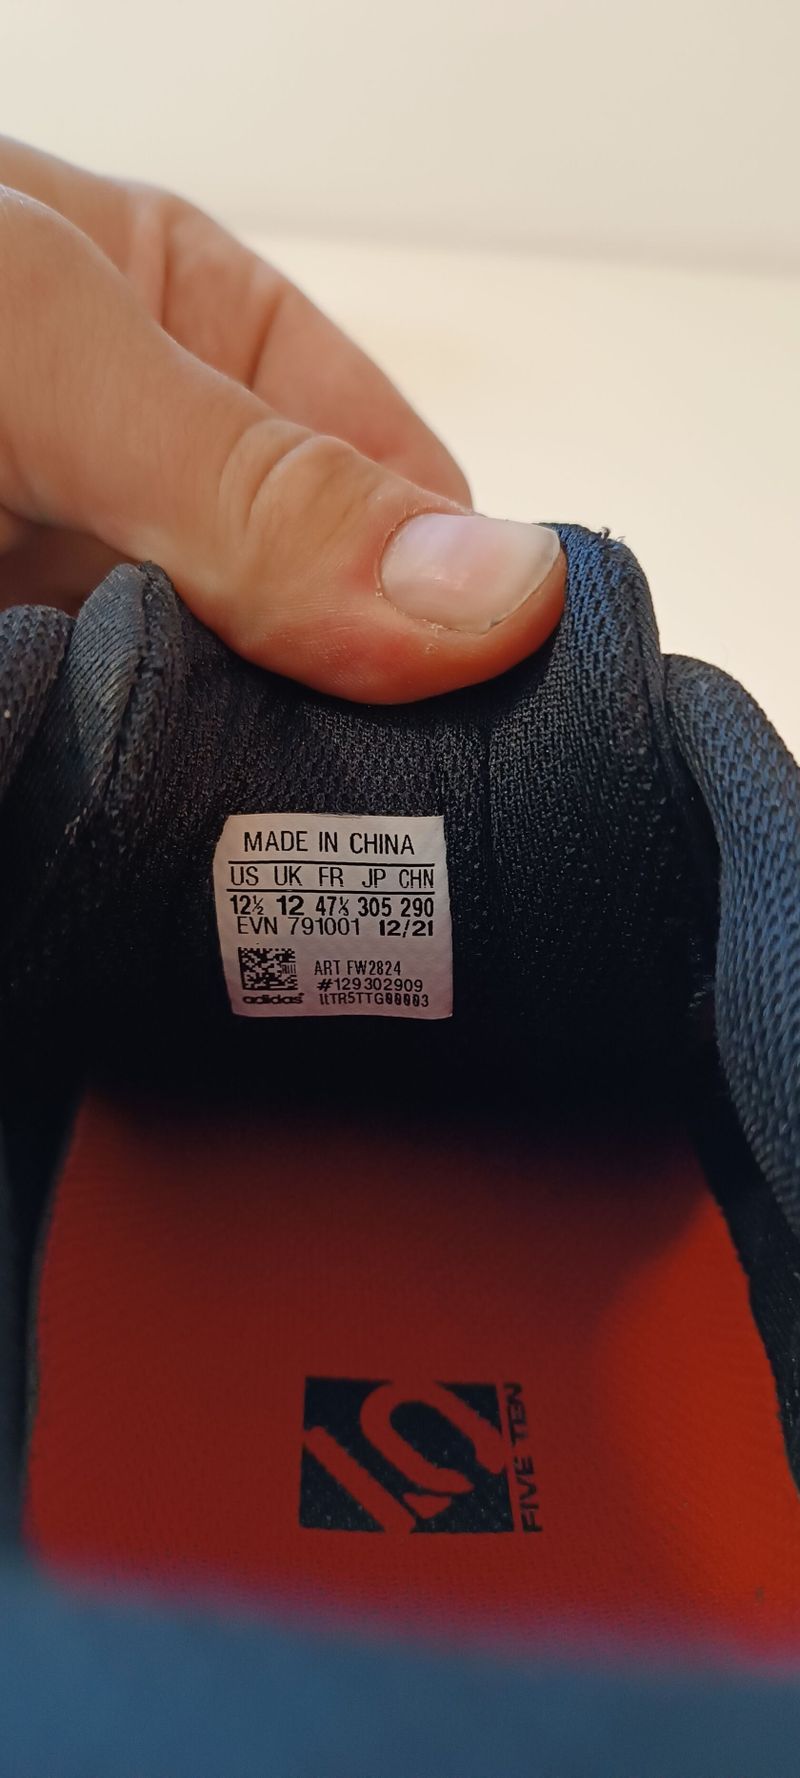 MADE IN CHINA
US UK FR JP CHN
12½ 12 47⅓ 305 290
EVN 791001 12/21
ART FW2824
#129302909
adidas
FIVE TEN